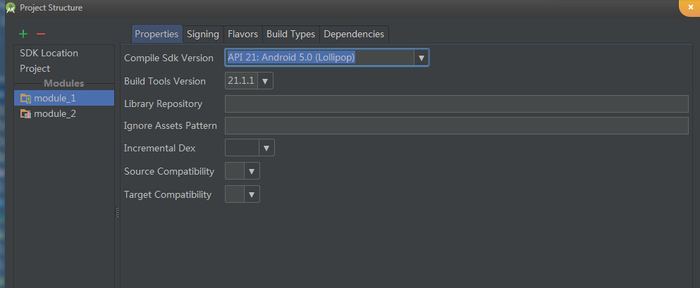 Project Structure
SDK Location
Project
Modules
module_1
module_2
Properties Signing Flavors Build Types Dependencies
Compile Sdk Version API 21: Android 5.0 (Lollipop)
Build Tools Version 21.1.1
Library Repository
Ignore Assets Pattern
Incremental Dex
Source Compatibility
Target Compatibility